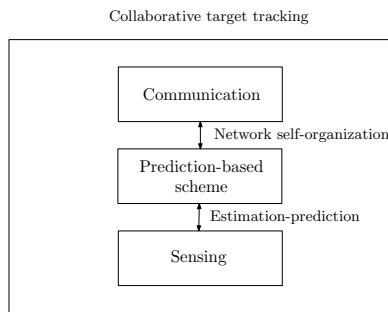 Collaborative target tracking
Communication
Network self-organization
Prediction-based
scheme
Estimation-prediction
Sensing